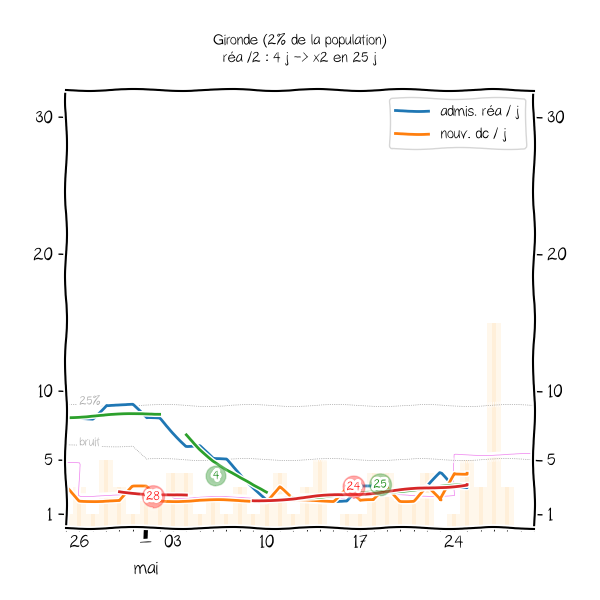 Gironde (2% de la population)
réa /2 : 4 j -> x2 en 25 j
admis. réa / j
nouv. dc / j
30 30
20 20
10 10
25%
bruit
5 5
4 24 25
28
1 1
26 03 10 17 24
mai